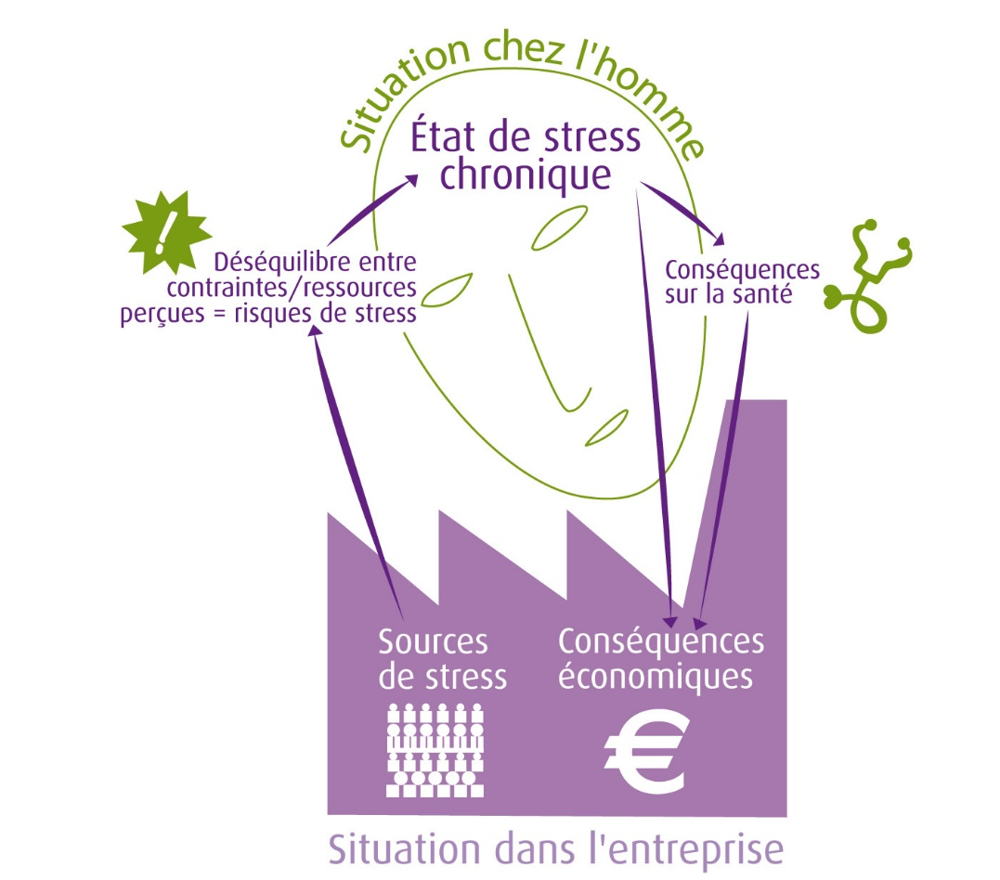 Situation chez l'homme
État de stress
chronique
!
Déséquilibre entre
contraintes/ressources
perçues = risques de stress
Conséquences
sur la santé
Sources
de stress
Conséquences
économiques
€
Situation dans l'entreprise